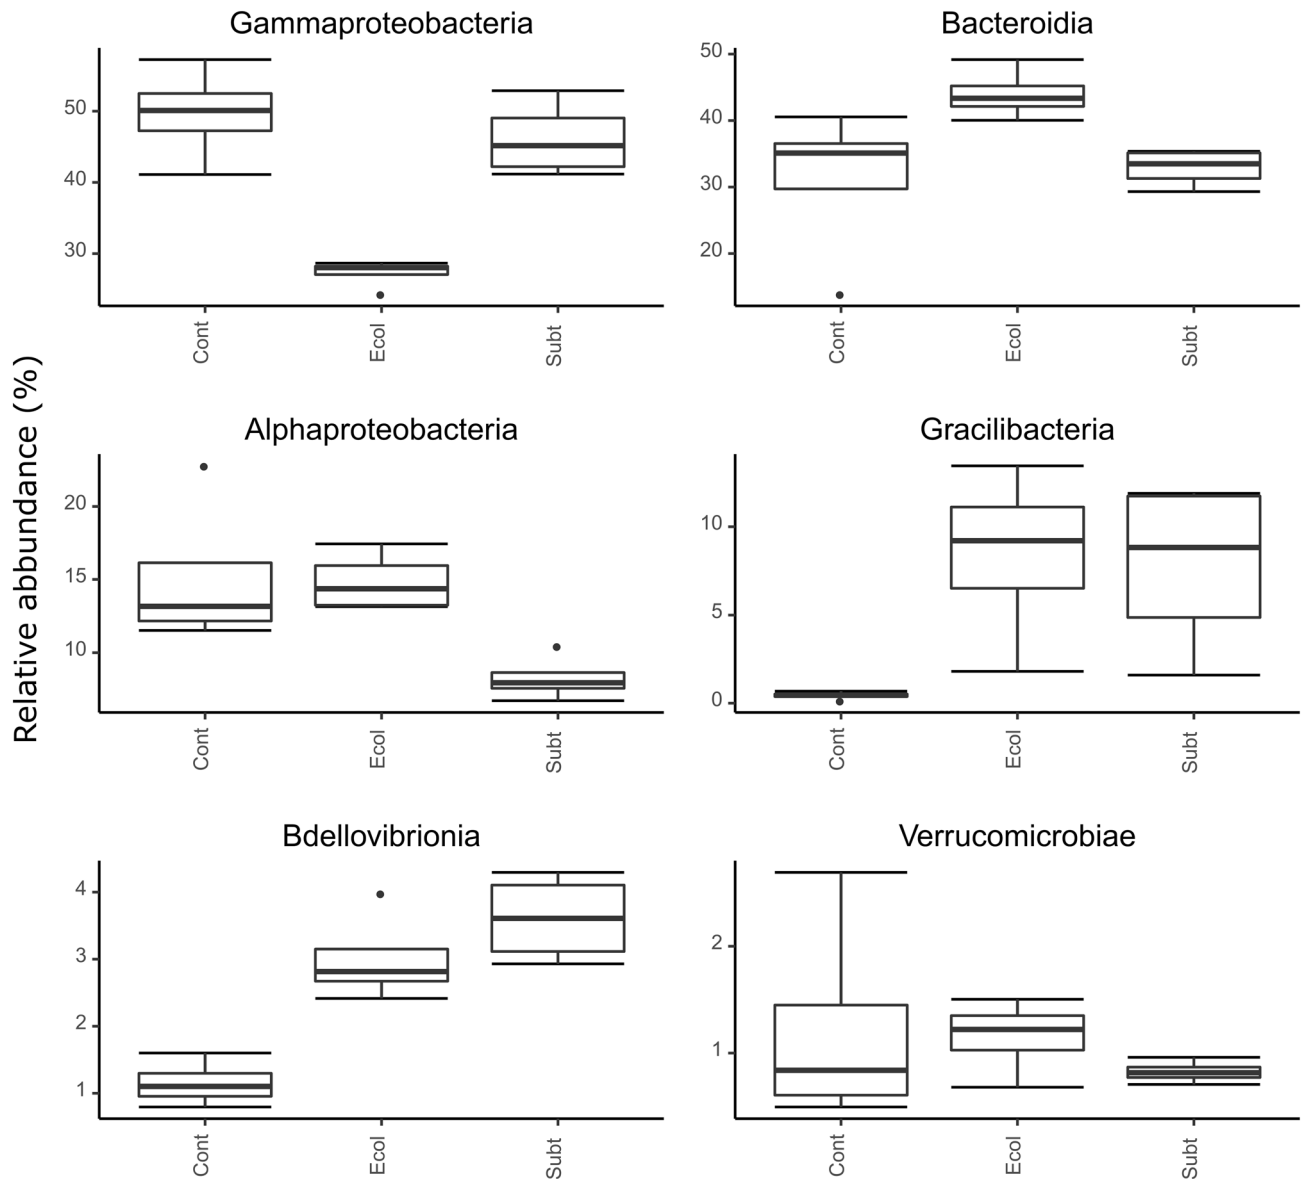 Gammaproteobacteria
50
40
30
Cont
Ecol
Subt
Bacteroidia
50
40
30
20
Cont
Ecol
Subt
Relative abbundance (%)
Alphaproteobacteria
20
15
10
Cont
Ecol
Subt
Gracilibacteria
10
5
0
Cont
Ecol
Subt
Bdellovibrionia
4
3
2
1
Cont
Ecol
Subt
Verrucomicrobiae
2
1
Cont
Ecol
Subt